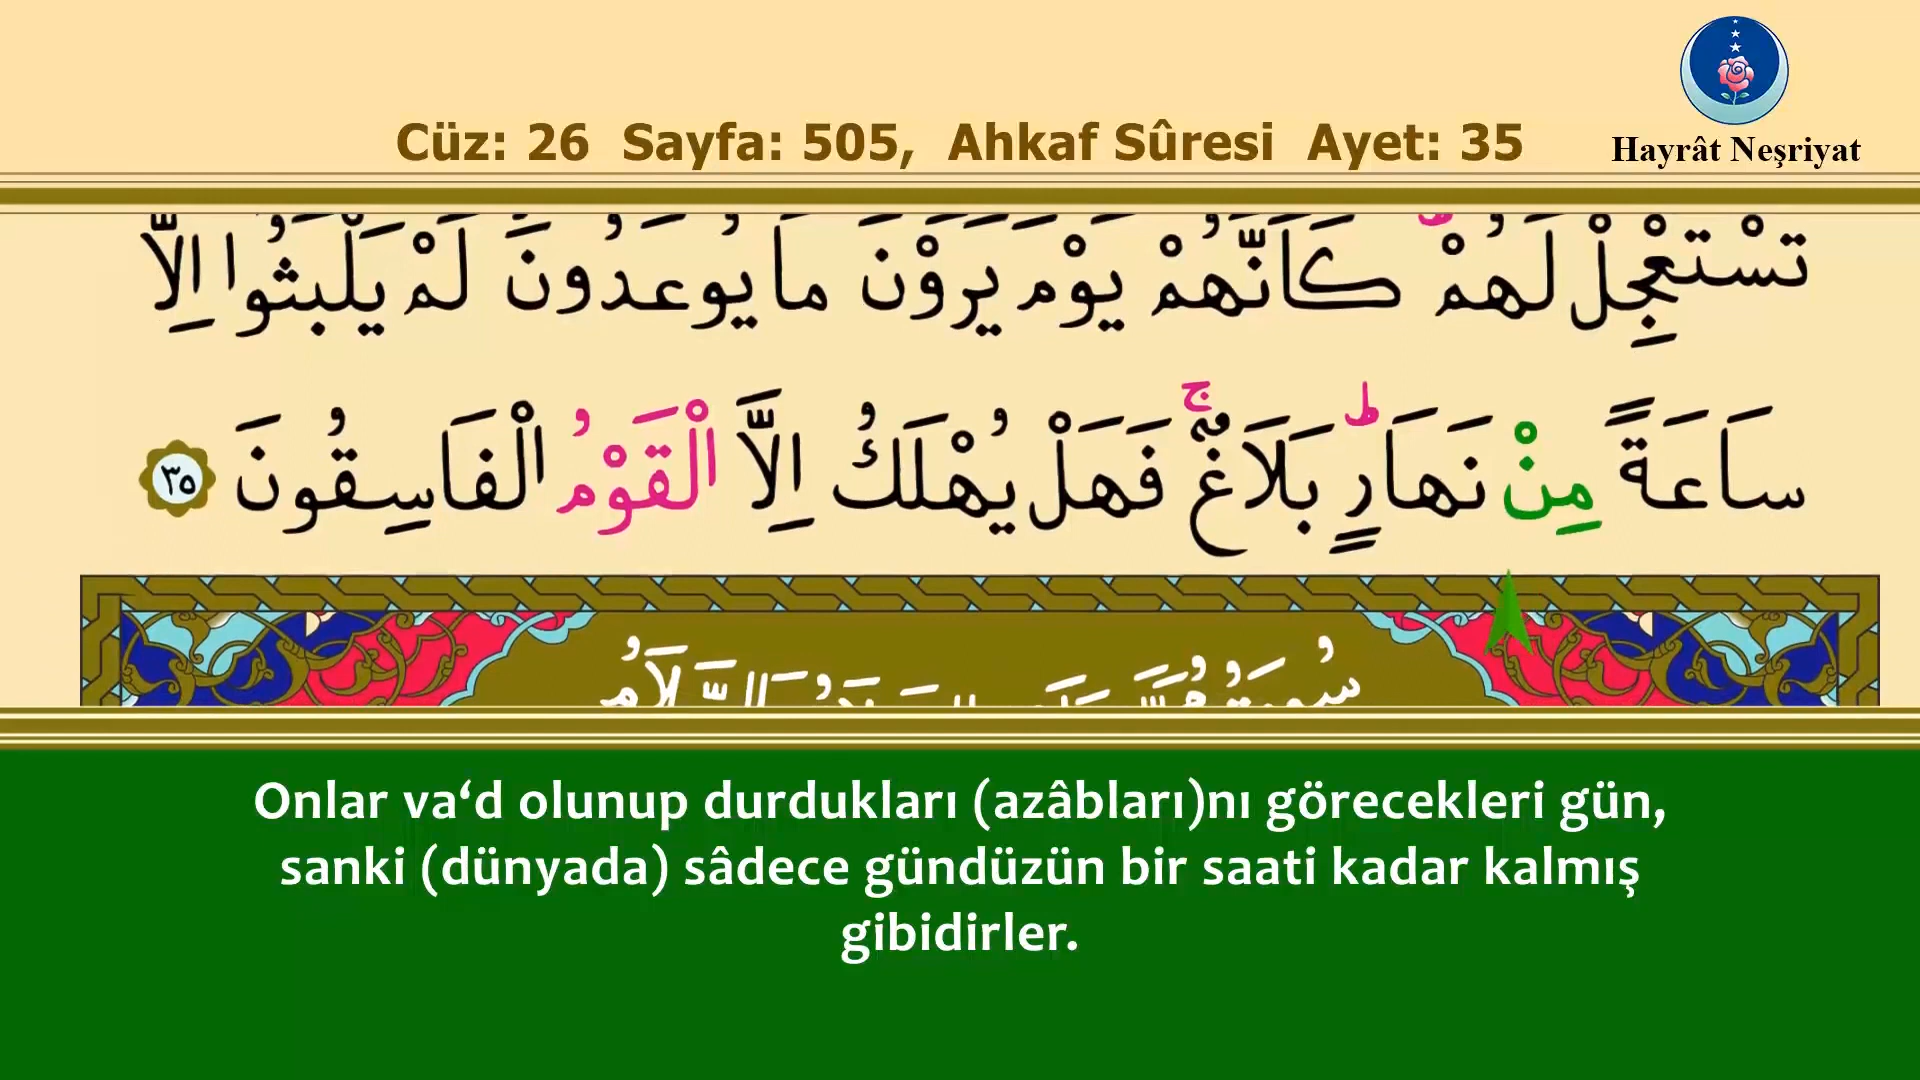 Cüz: 26 Sayfa: 505, Ahkaf Sûresi Ayet: 35
Hayrât Neşriyat
تَسْتَعْجِلْ لَهُمْ كَاَنَّهُمْ يَوْمَ يَرَوْنَ مَا يُوعَدُونَ لَمْ يَلْبَثُوا اِلَّا
سَاعَةً مِنْ نَهَارٍۜ بَلَاغٌۚ فَهَلْ يُهْلَكُ اِلَّا الْقَوْمُ الْفَاسِقُونَ ٣٥
Onlar va‘d olunup durdukları (azâbları)nı görecekleri gün,
sanki (dünyada) sâdece gündüzün bir saati kadar kalmış
gibidirler.